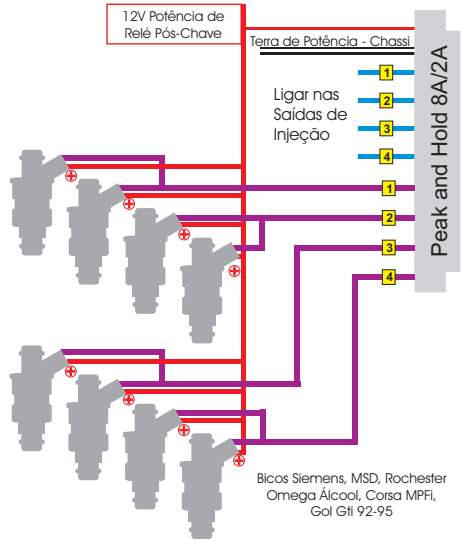 12V Potência de
Relé Pós-Chave
Terra de Potência - Chassi
Peak and Hold 8A/2A
Ligar nas
Saídas de
Injeção
1
2
3
4
1
2
3
4
Bicos Siemens, MSD, Rochester
Omega Álcool, Corsa MPFi,
Gol Gti 92-95